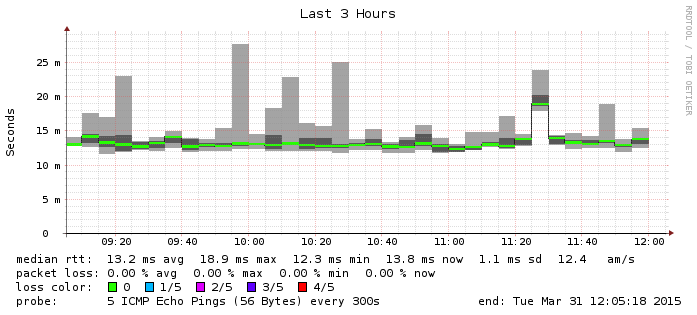 Last 3 Hours
RRDTOOL / TOBI OETIKER
Seconds
25 m
20 m
15 m
10 m
5 m
0
09:20 09:40 10:00 10:20 10:40 11:00 11:20 11:40 12:00
median rtt: 13.2 ms avg 18.9 ms max 12.3 ms min 13.8 ms now 1.1 ms sd 12.4 am/s
packet loss: 0.00 % avg 0.00 % max 0.00 % min 0.00 % now
loss color: 0 1/5 2/5 3/5 4/5
probe: 5 ICMP Echo Pings (56 Bytes) every 300s end: Tue Mar 31 12:05:18 2015